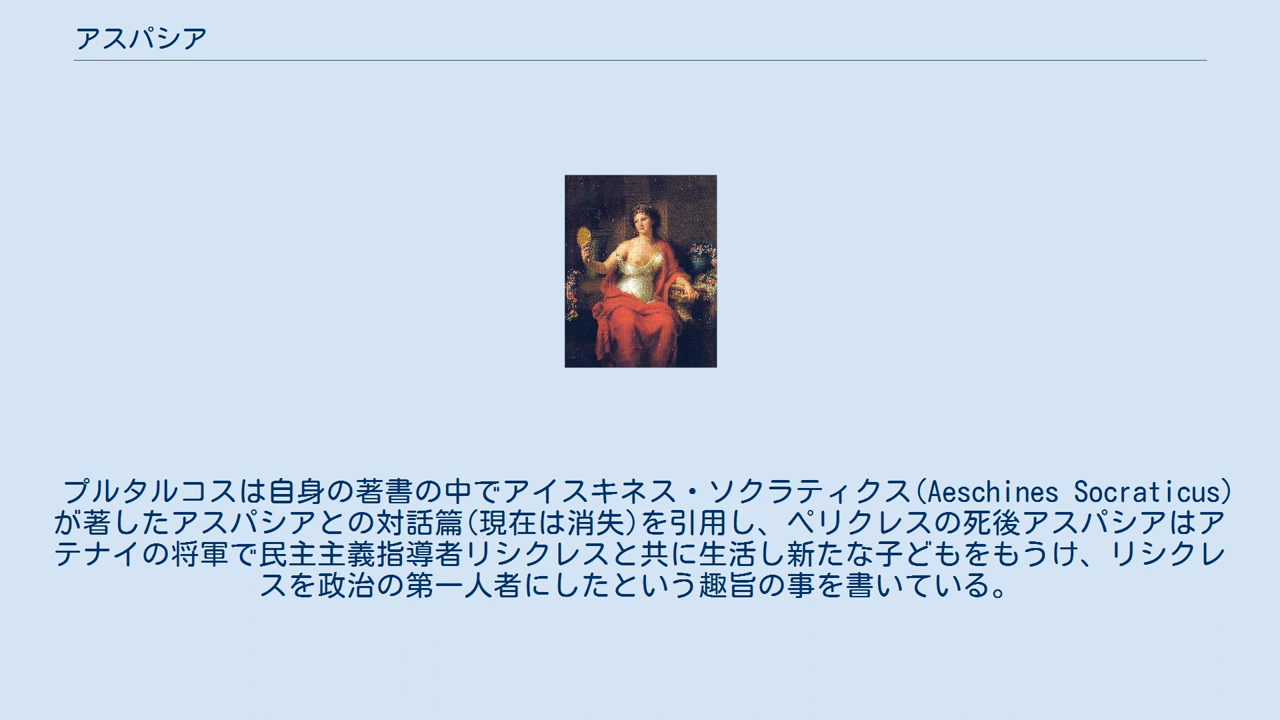 アスパシア
プルタルコスは自身の著書の中でアイスキネス・ソクラティクス(Aeschines Socraticus)
が著したアスパシアとの対話篇(現在は消失)を引用し、ペリクレスの死後アスパシアはア
テナイの将軍で民主主義指導者リシクレスと共に生活し新たな子どもをもうけ、リシクレ
スを政治の第一人者にしたという趣旨の事を書いている。